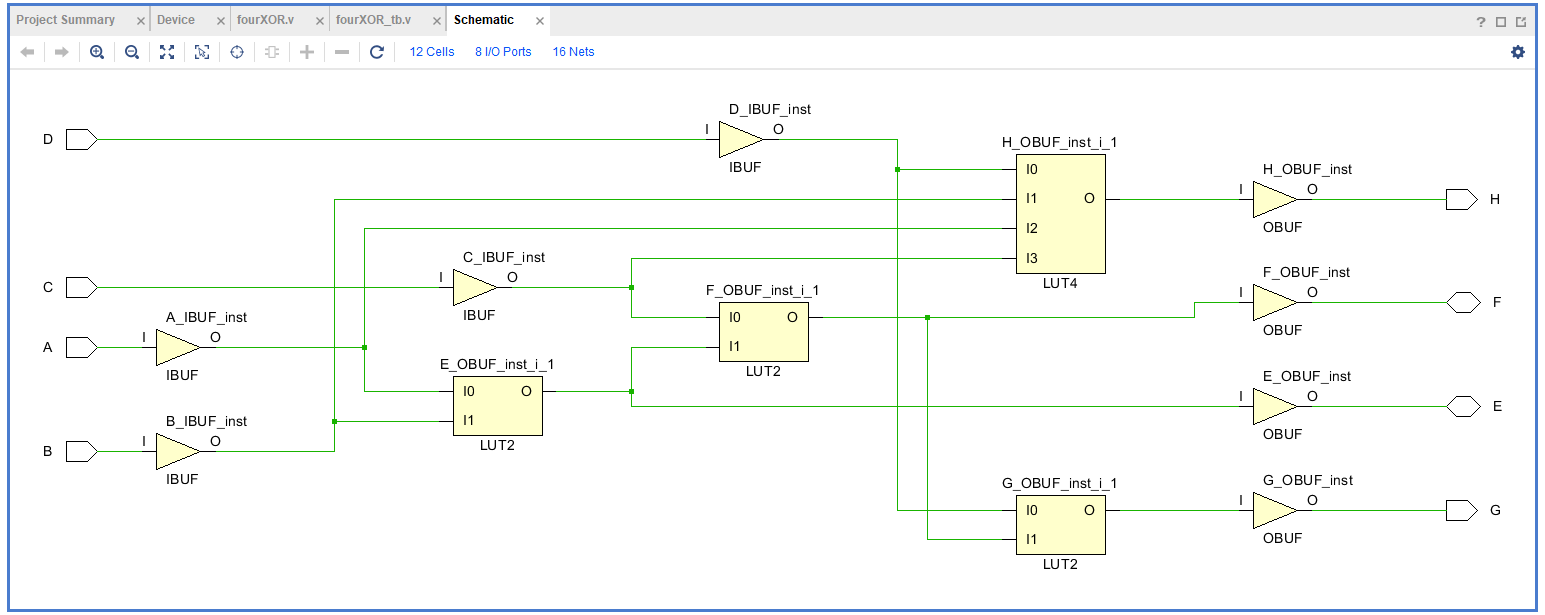 Project Summary × Device × fourXOR.v × fourXOR_tb.v × Schematic × ?
12 Cells 8 I/O Ports 16 Nets
D_IBUF_inst
D I O
IBUF
H_OBUF_inst_i_1
I0
I1 O
I2
I3
LUT4
H_OBUF_inst
I O H
OBUF
C_IBUF_inst
C I O
IBUF
F_OBUF_inst_i_1
I0 O
I1
LUT2
F_OBUF_inst
I O F
OBUF
A_IBUF_inst
A I O
IBUF
E_OBUF_inst_i_1
I0 O
I1
LUT2
E_OBUF_inst
I O E
OBUF
B_IBUF_inst
B I O
IBUF
G_OBUF_inst_i_1
I0 O
I1
LUT2
G_OBUF_inst
I O G
OBUF